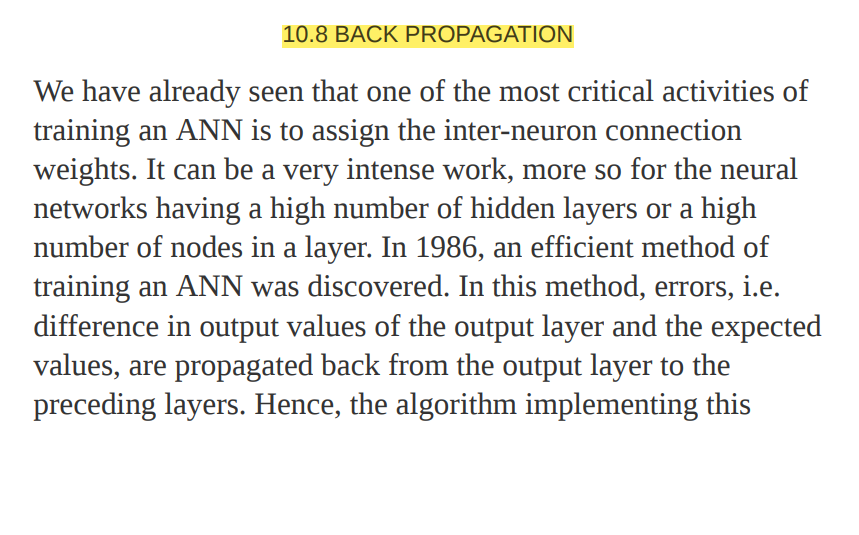 10.8 BACK PROPAGATION
We have already seen that one of the most critical activities of
training an ANN is to assign the inter-neuron connection
weights. It can be a very intense work, more so for the neural
networks having a high number of hidden layers or a high
number of nodes in a layer. In 1986, an efficient method of
training an ANN was discovered. In this method, errors, i.e.
difference in output values of the output layer and the expected
values, are propagated back from the output layer to the
preceding layers. Hence, the algorithm implementing this